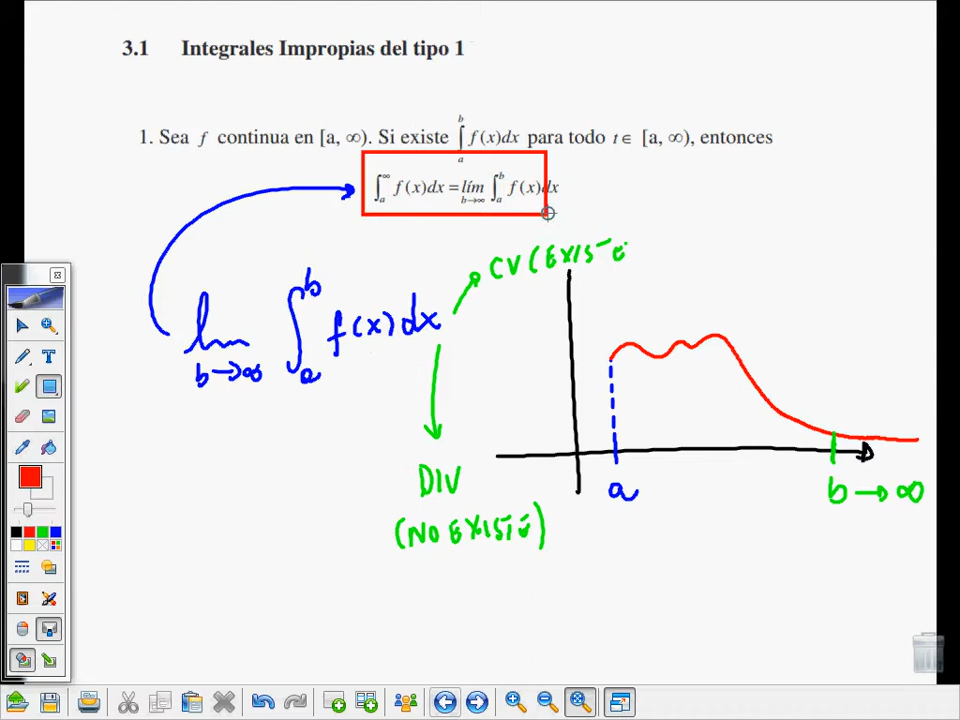 3.1 Integrales Impropias del tipo 1
1. Sea f continua en [a, ∞). Si existe ∫_a^b f(x)dx para todo t ∈ [a, ∞), entonces
∫_a^∞ f(x)dx = lím_{b→∞} ∫_a^b f(x)dx
CV (EXISTE
lim_{b→∞} ∫_a^b f(x)dx
a
b → ∞
DIV
(NO EXISTE)
T